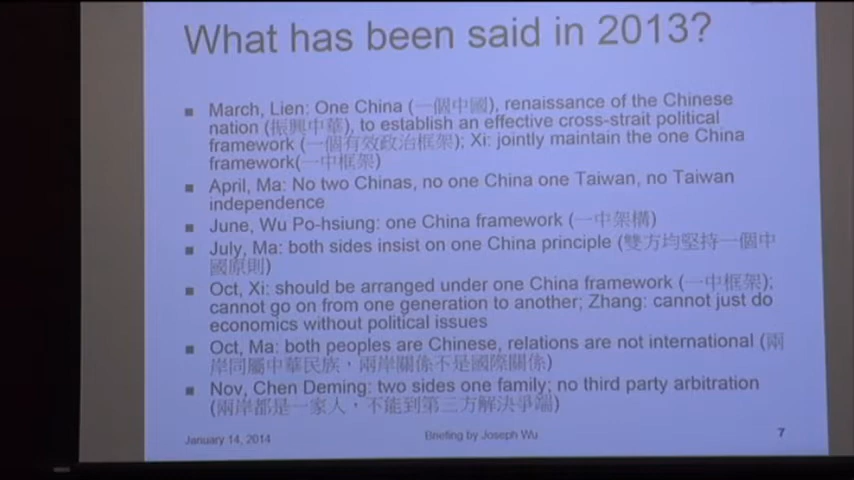 What has been said in 2013?
March, Lien: One China (一個中國), renaissance of the Chinese
nation (振興中華), to establish an effective cross-strait political
framework (一個有效政治框架); Xi: jointly maintain the one China
framework(一中框架)
April, Ma: No two Chinas, no one China one Taiwan, no Taiwan
independence
June, Wu Po-hsiung: one China framework (一中架構)
July, Ma: both sides insist on one China principle (雙方均堅持一個中
國原則)
Oct, Xi: should be arranged under one China framework (一中框架);
cannot go on from one generation to another; Zhang: cannot just do
economics without political issues
Oct, Ma: both peoples are Chinese, relations are not international (兩
岸同屬中華民族，兩岸關係不是國際關係)
Nov, Chen Deming: two sides one family; no third party arbitration
(兩岸都是一家人，不能到第三方解決爭端)
January 14, 2014
Briefing by Joseph Wu
7